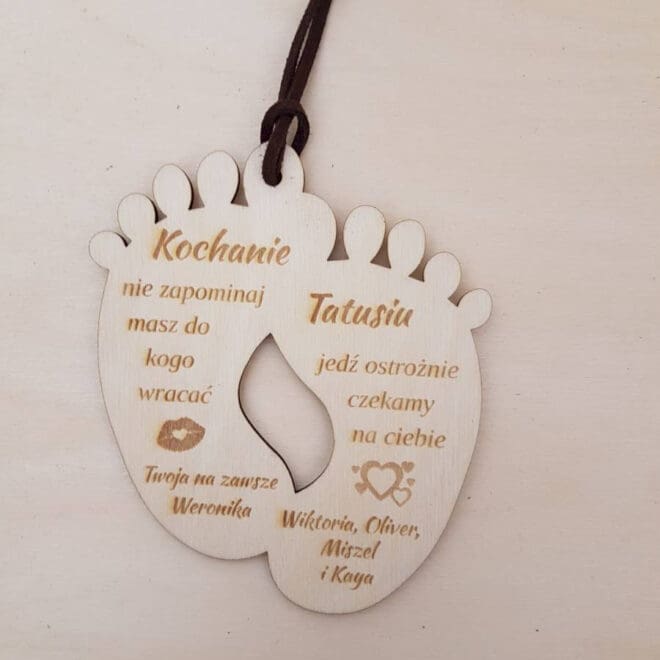 Kochanie
nie zapominaj
masz do
kogo
wracać
Twoja na zawsze
Weronika
Tatusiu
jedź ostrożnie
czekamy
na ciebie
Wiktoria, Oliver,
Miszel
i Kaya